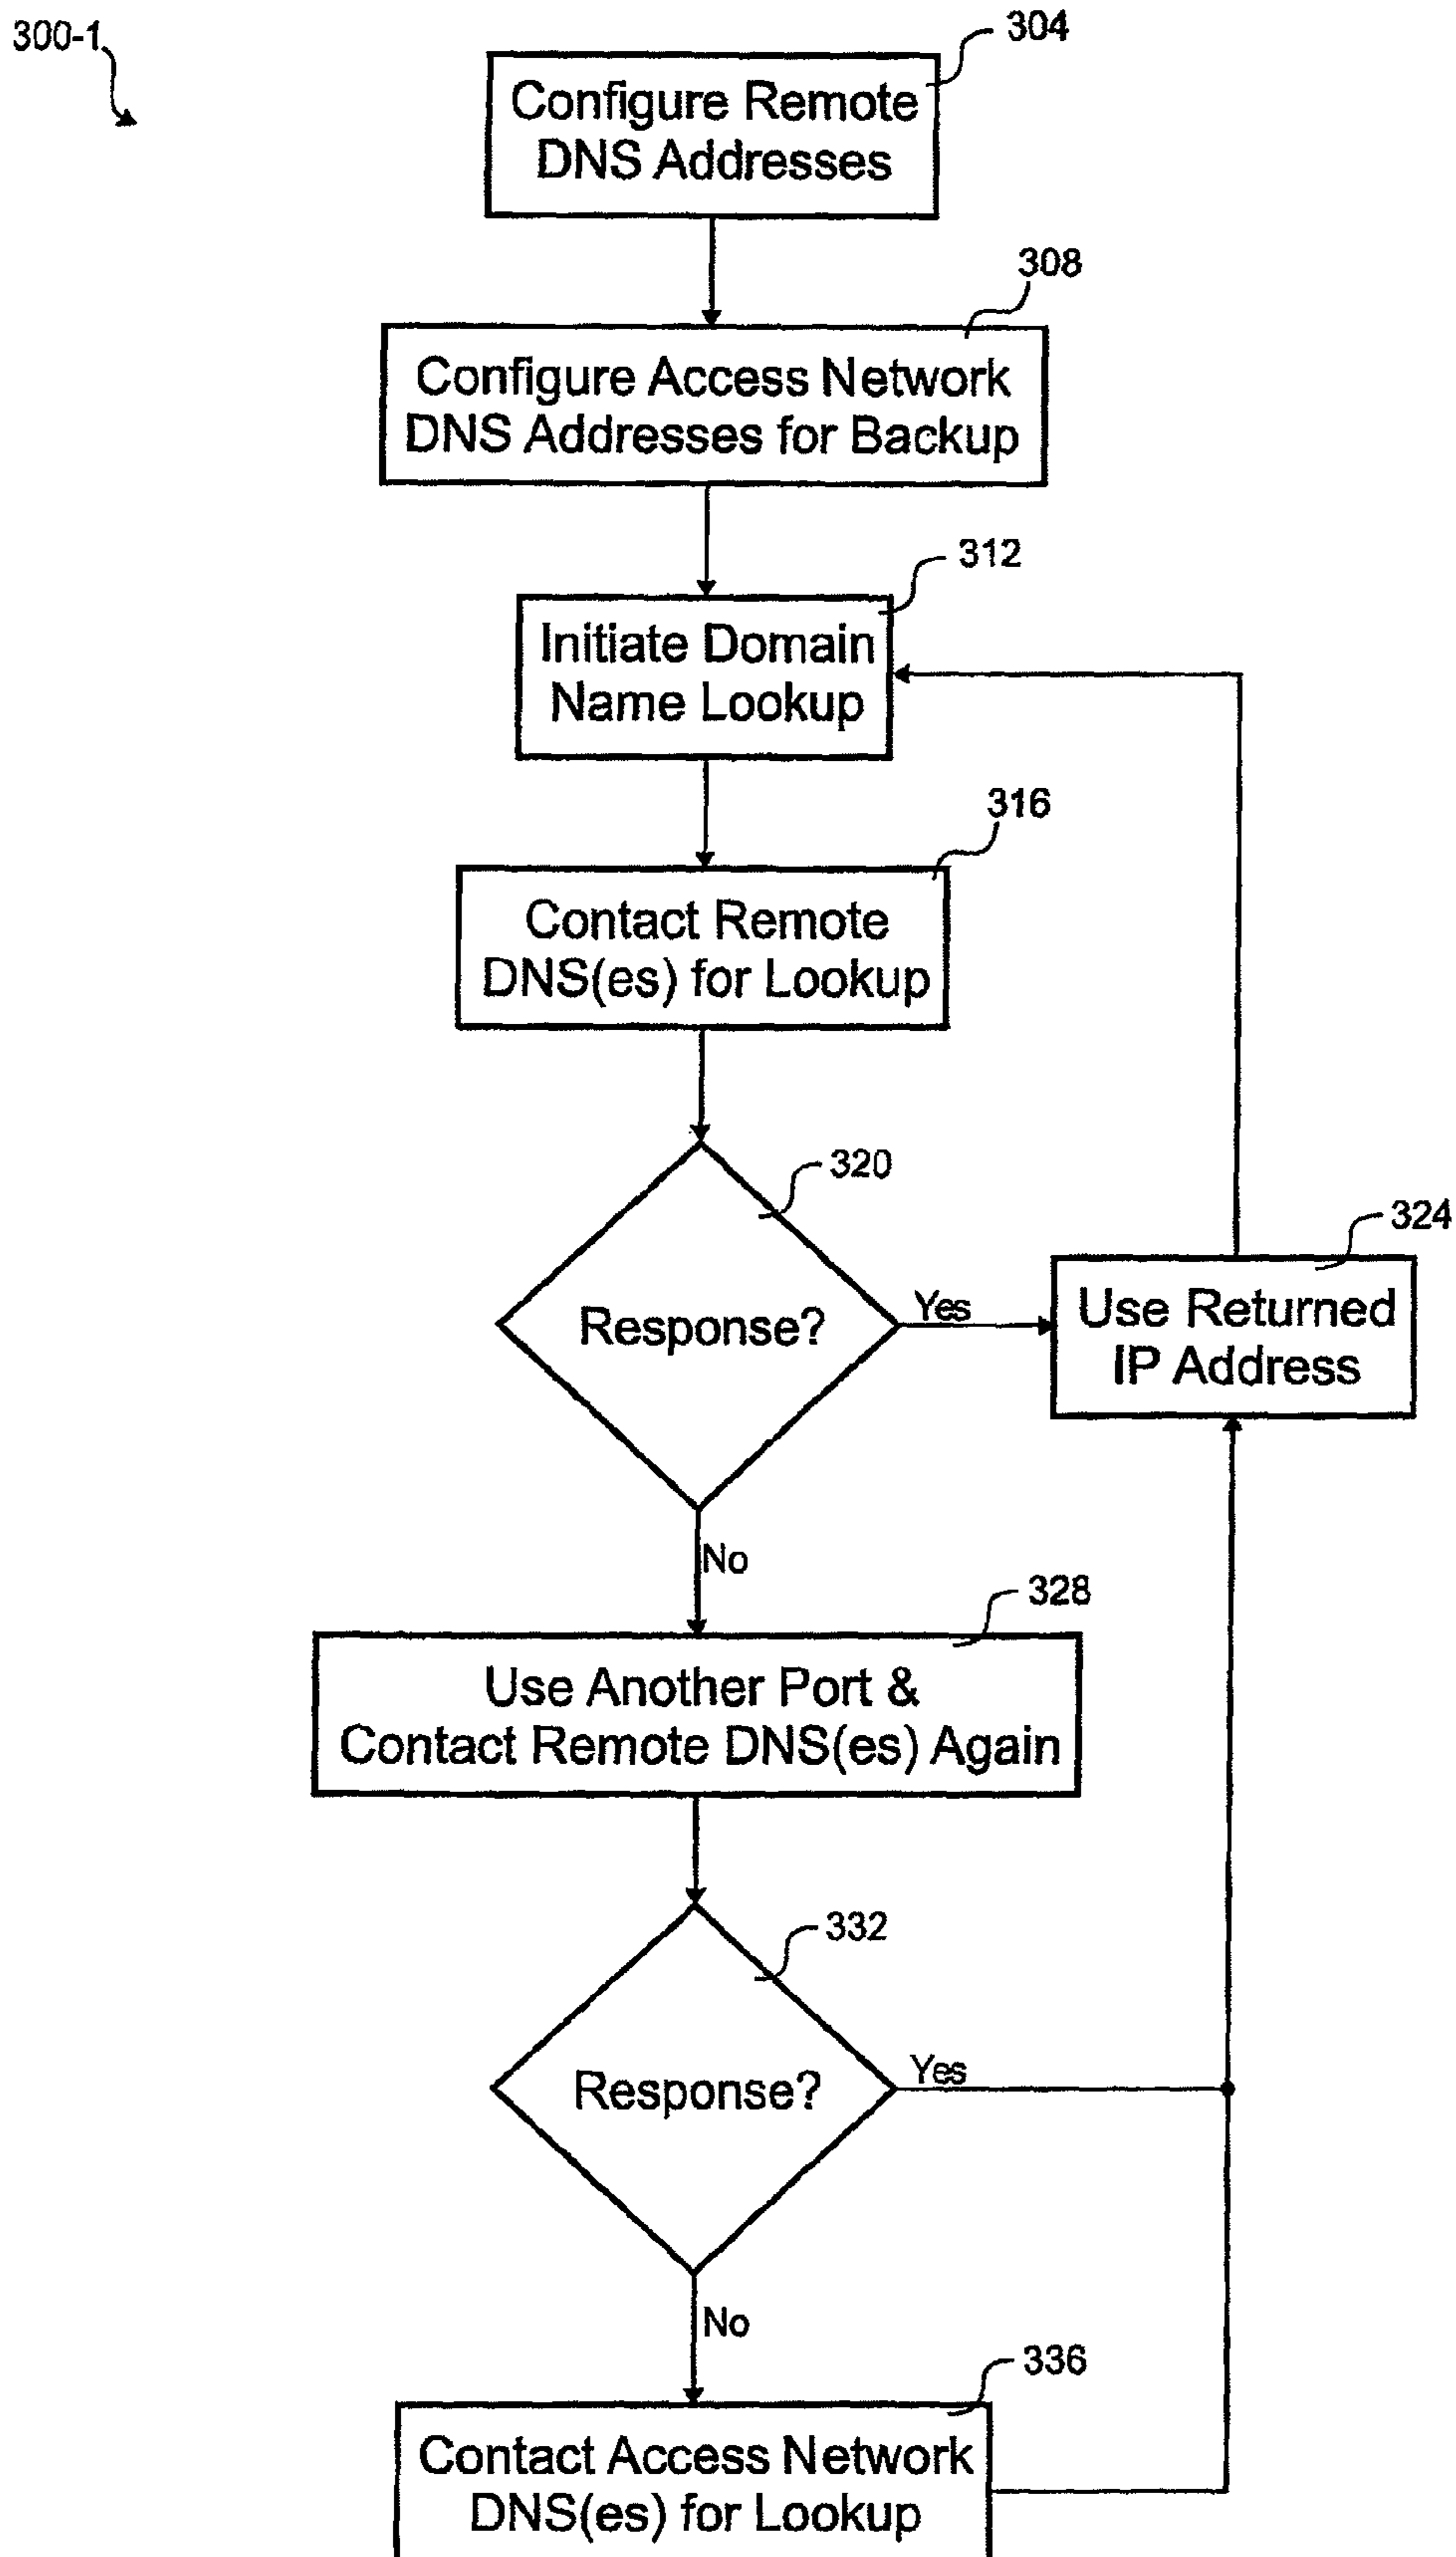 300-1
304
Configure Remote
DNS Addresses
308
Configure Access Network
DNS Addresses for Backup
312
Initiate Domain
Name Lookup
316
Contact Remote
DNS(es) for Lookup
320
Response?
Yes
324
Use Returned
IP Address
No
328
Use Another Port &
Contact Remote DNS(es) Again
332
Response?
Yes
No
336
Contact Access Network
DNS(es) for Lookup